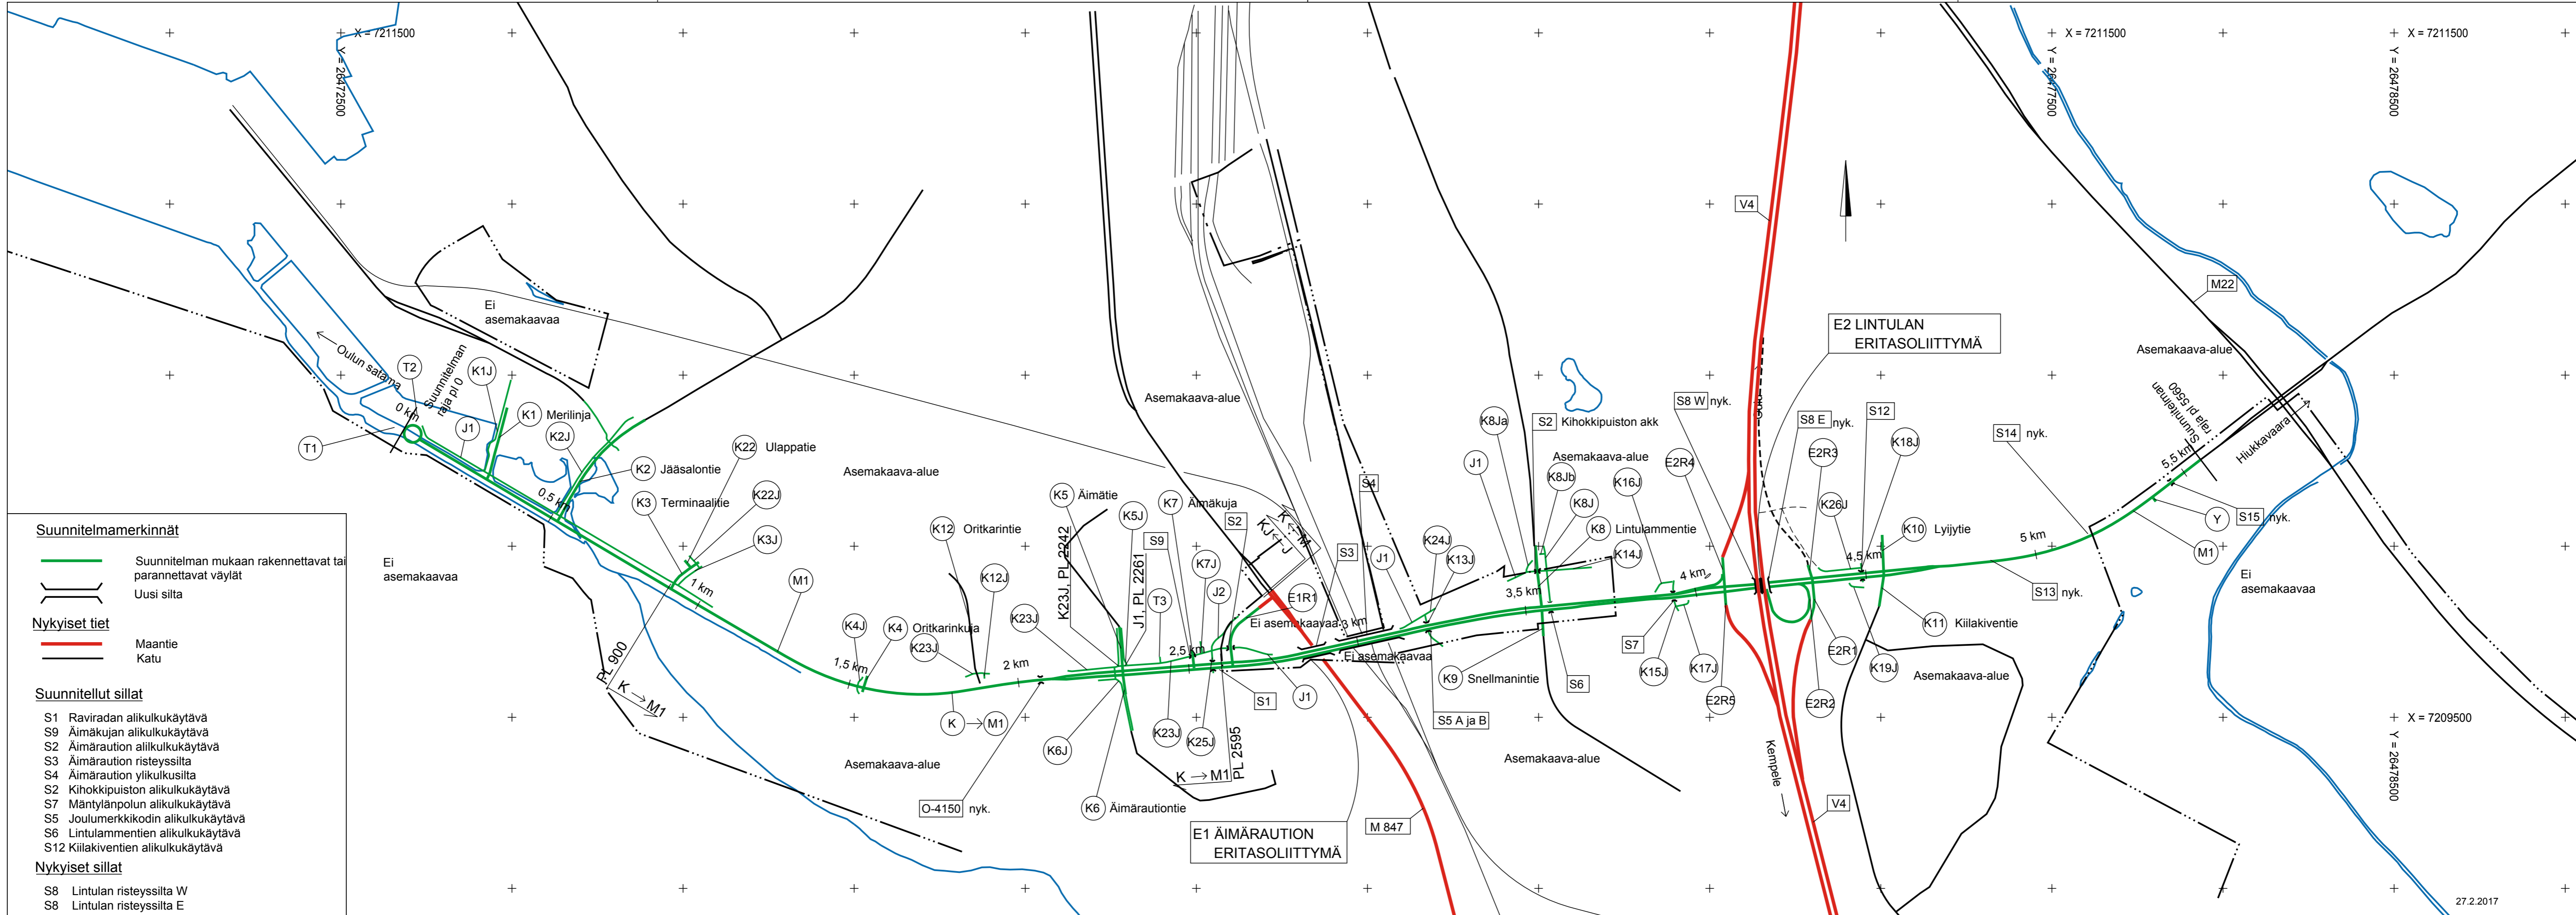 X = 7211500
Y = 26472500
X = 7211500
Y = 26477500
X = 7211500
Y = 26478500
V4
M22
Ei
asemakaavaa
E2 LINTULAN
ERITASOLIITTYMÄ
Asemakaava-alue
Oulun satama
T2
Suunnitelman
raja pl 0
K1J
0 km
J1
K1 Merilinja
K2J
T1
K2 Jääsalontie
0,5 km
K22 Ulappatie
K3 Terminaalitie
K22J
K3J
1 km
M1
Asemakaava-alue
Asemakaava-alue
K12 Oritkarintie
K12J
K4J
K4 Oritkarinkuja
K23J
1,5 km
K23J
2 km
K → M1
PL 900
K → M1
O-4150 nyk.
Asemakaava-alue
K5 Äimätie
K5J
K23J, PL 2242
J1, PL 2261
T3
S9
K7 Äimäkuja
K7J
S2
J2
2,5 km
K → M
KJ ← J
E1R1
Ei asemakaavaa
3 km
S3
S4
J1
Ei asemakaavaa
K6J
K23J
K25J
PL 2595
S1
J1
K → M1
K6 Äimärautiontie
E1 ÄIMÄRAUTION
ERITASOLIITTYMÄ
M 847
K24J
K13J
S5 A ja B
K9 Snellmanintie
S6
J1
K8Ja
S2 Kihokkipuiston akk
Asemakaava-alue
K8Jb
K8J
K16J
K8 Lintulammentie
K14J
3,5 km
E2R4
S8 W nyk.
4 km
S7
K15J
K17J
E2R5
Asemakaava-alue
S8 E nyk.
E2R3
S12
K18J
K26J
4,5 km
K10 Lyijytie
K11 Kiilakiventie
E2R1
E2R2
K19J
Asemakaava-alue
Kempele
V4
S14 nyk.
5 km
S13 nyk.
5,5 km
Suunnitelman
raja pl 5560
Hiukkavaara
Y
S15 nyk.
M1
Ei
asemakaavaa
X = 7209500
Y = 26478500
Ei
asemakaavaa
Suunnitelmamerkinnät
Suunnitelman mukaan rakennettavat tai
parannettavat väylät
Uusi silta
Nykyiset tiet
Maantie
Katu
Suunnitellut sillat
S1 Raviradan alikulkukäytävä
S9 Äimäkujan alikulkukäytävä
S2 Äimäraution alilkulkukäytävä
S3 Äimäraution risteyssilta
S4 Äimäraution ylikulkusilta
S2 Kihokkipuiston alikulkukäytävä
S7 Mäntylänpolun alikulkukäytävä
S5 Joulumerkkikodin alikulkukäytävä
S6 Lintulammentien alikulkukäytävä
S12 Kiilakiventien alikulkukäytävä
Nykyiset sillat
S8 Lintulan risteyssilta W
S8 Lintulan risteyssilta E
27.2.2017